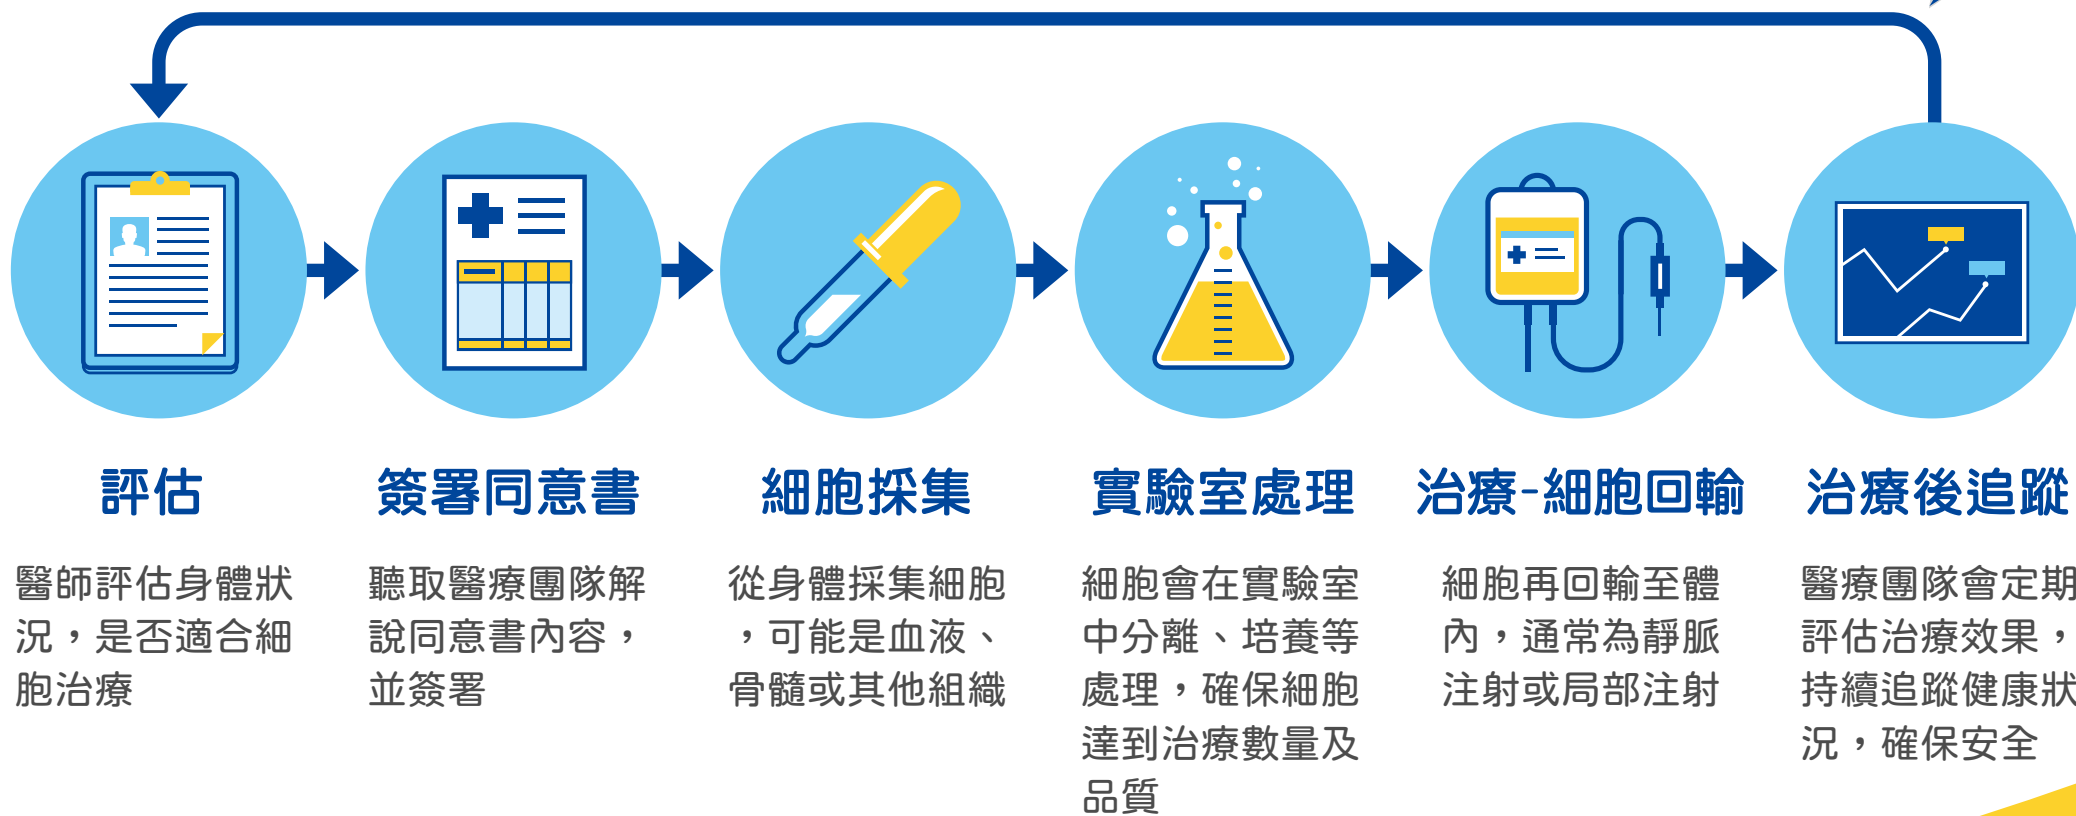 評估
醫師評估身體狀
況，是否適合細
胞治療
簽署同意書
聽取醫療團隊解
說同意書內容，
並簽署
細胞採集
從身體採集細胞
，可能是血液、
骨髓或其他組織
實驗室處理
細胞會在實驗室
中分離、培養等
處理，確保細胞
達到治療數量及
品質
治療-細胞回輸
細胞再回輸至體
內，通常為靜脈
注射或局部注射
治療後追蹤
醫療團隊會定期
評估治療效果，
持續追蹤健康狀
況，確保安全